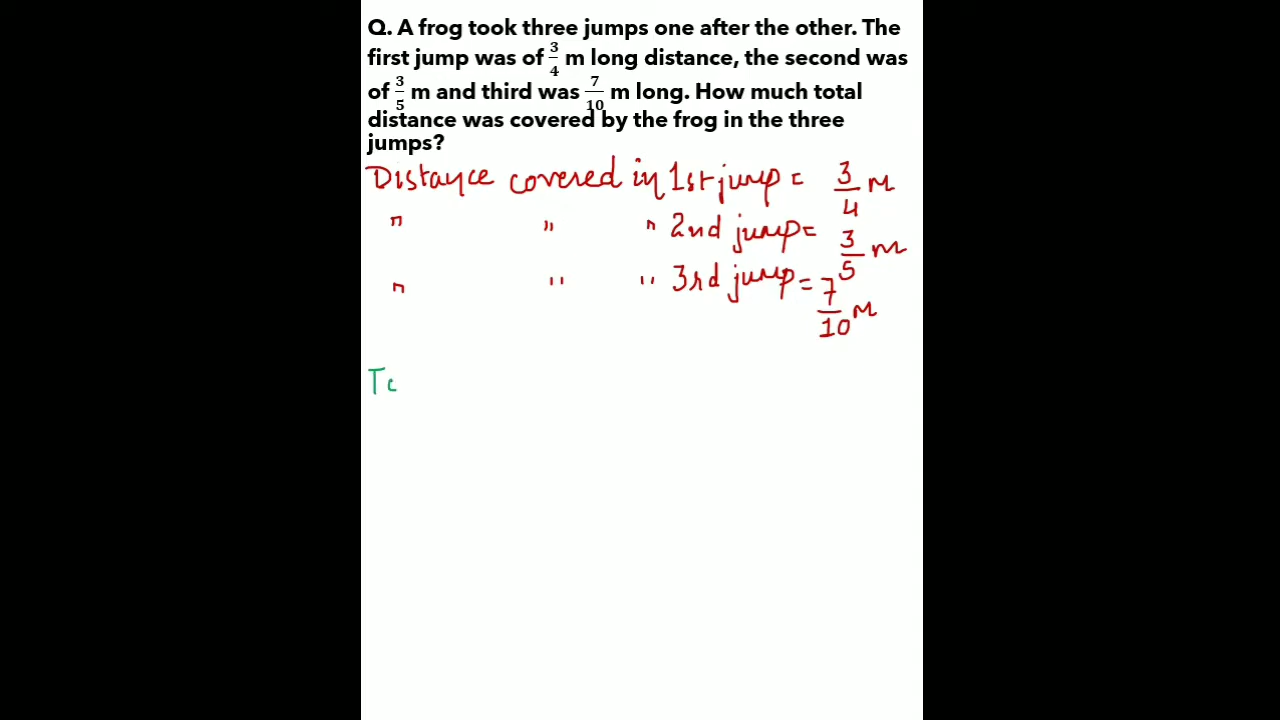 Q. A frog took three jumps one after the other. The
first jump was of 3/4 m long distance, the second was
of 3/5 m and third was 7/10 m long. How much total
distance was covered by the frog in the three
jumps?
Distance covered in 1st jump = 3/4 m
" " " 2nd jump = 3/5 m
" " " 3rd jump = 7/10 m
To